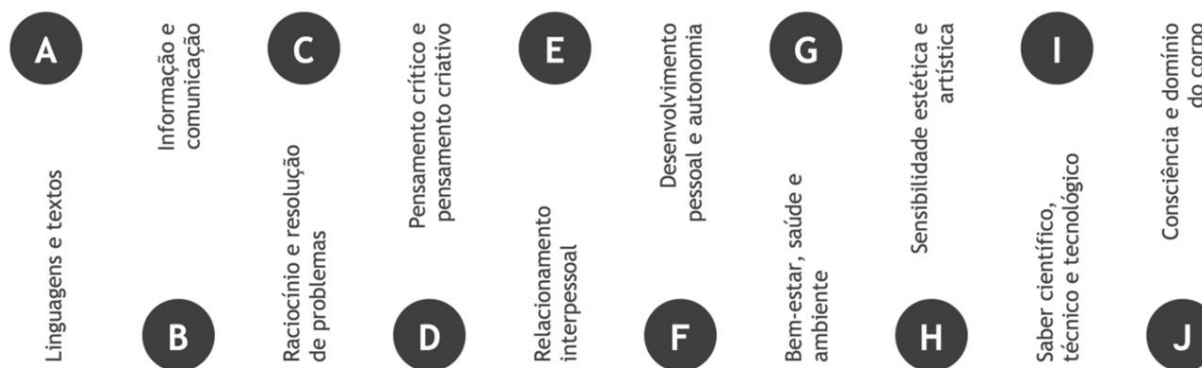 A
Linguagens e textos
B
Informação e
comunicação
C
Raciocínio e resolução
de problemas
D
Pensamento crítico e
pensamento criativo
E
Relacionamento
interpessoal
F
Desenvolvimento
pessoal e autonomia
G
Bem-estar, saúde e
ambiente
H
Sensibilidade estética e
artística
I
Saber científico,
técnico e tecnológico
J
Consciência e domínio
do corpo